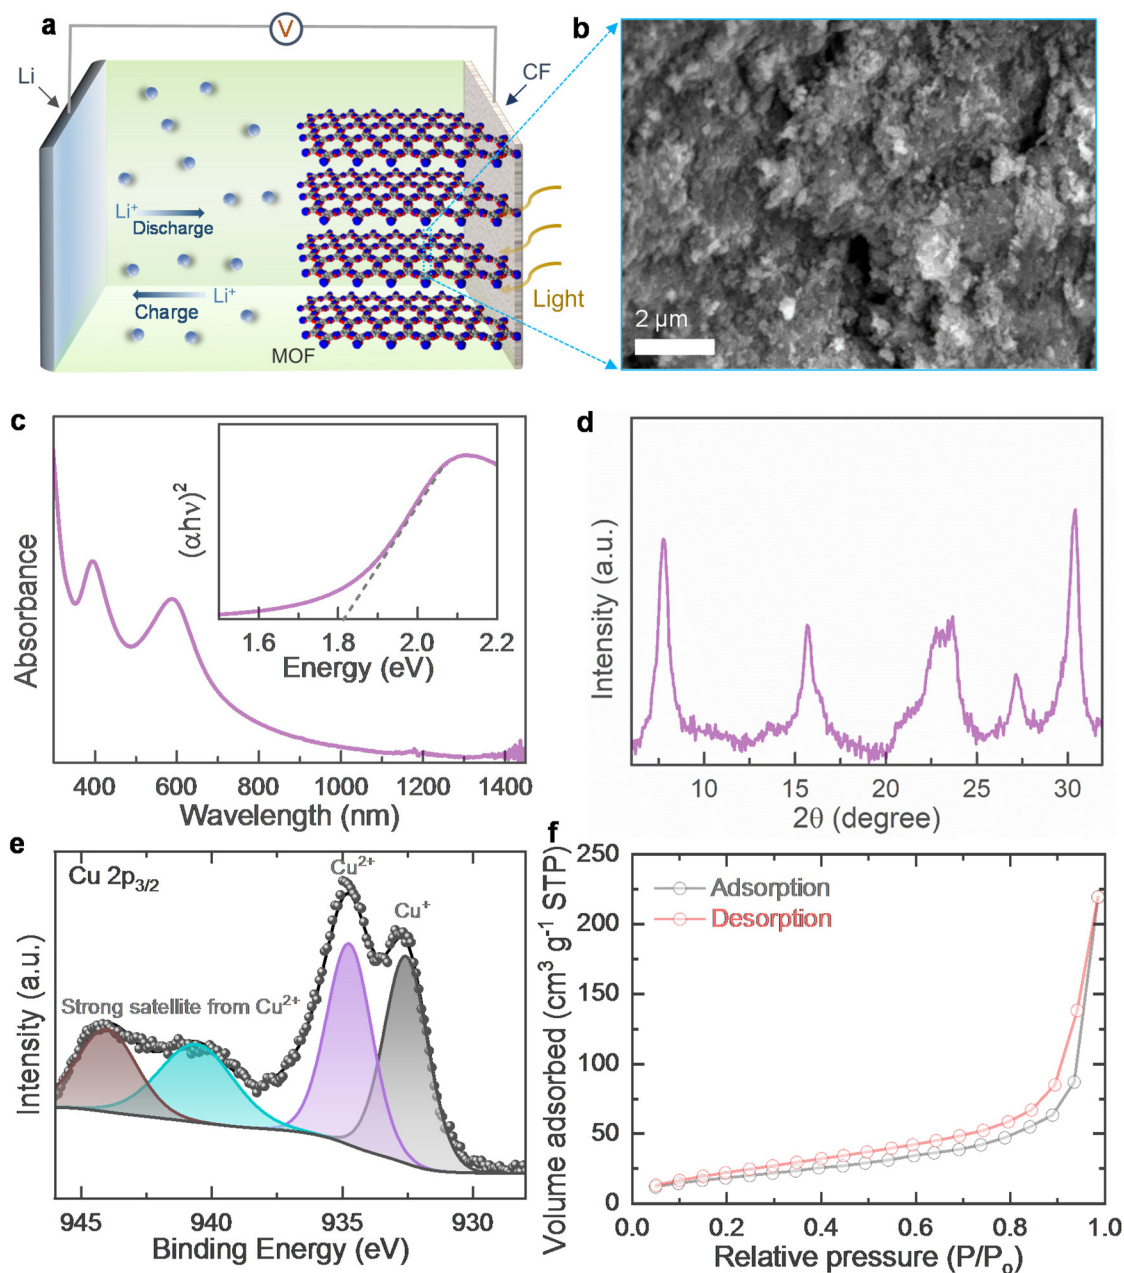 a
V
Li
CF
Li⁺
Discharge
Li⁺
Charge
Light
MOF
b
2 µm
c
Absorbance
(αhν)²
1.6 1.8 2.0 2.2
Energy (eV)
400 600 800 1000 1200 1400
Wavelength (nm)
d
Intensity (a.u.)
10 15 20 25 30
2θ (degree)
e
Cu 2p₃/₂
Cu²⁺
Cu⁺
Strong satellite from Cu²⁺
Intensity (a.u.)
945 940 935 930
Binding Energy (eV)
f
Volume adsorbed (cm³ g⁻¹ STP)
250
200
150
100
50
0
Adsorption
Desorption
0.0 0.2 0.4 0.6 0.8 1.0
Relative pressure (P/Pₒ)